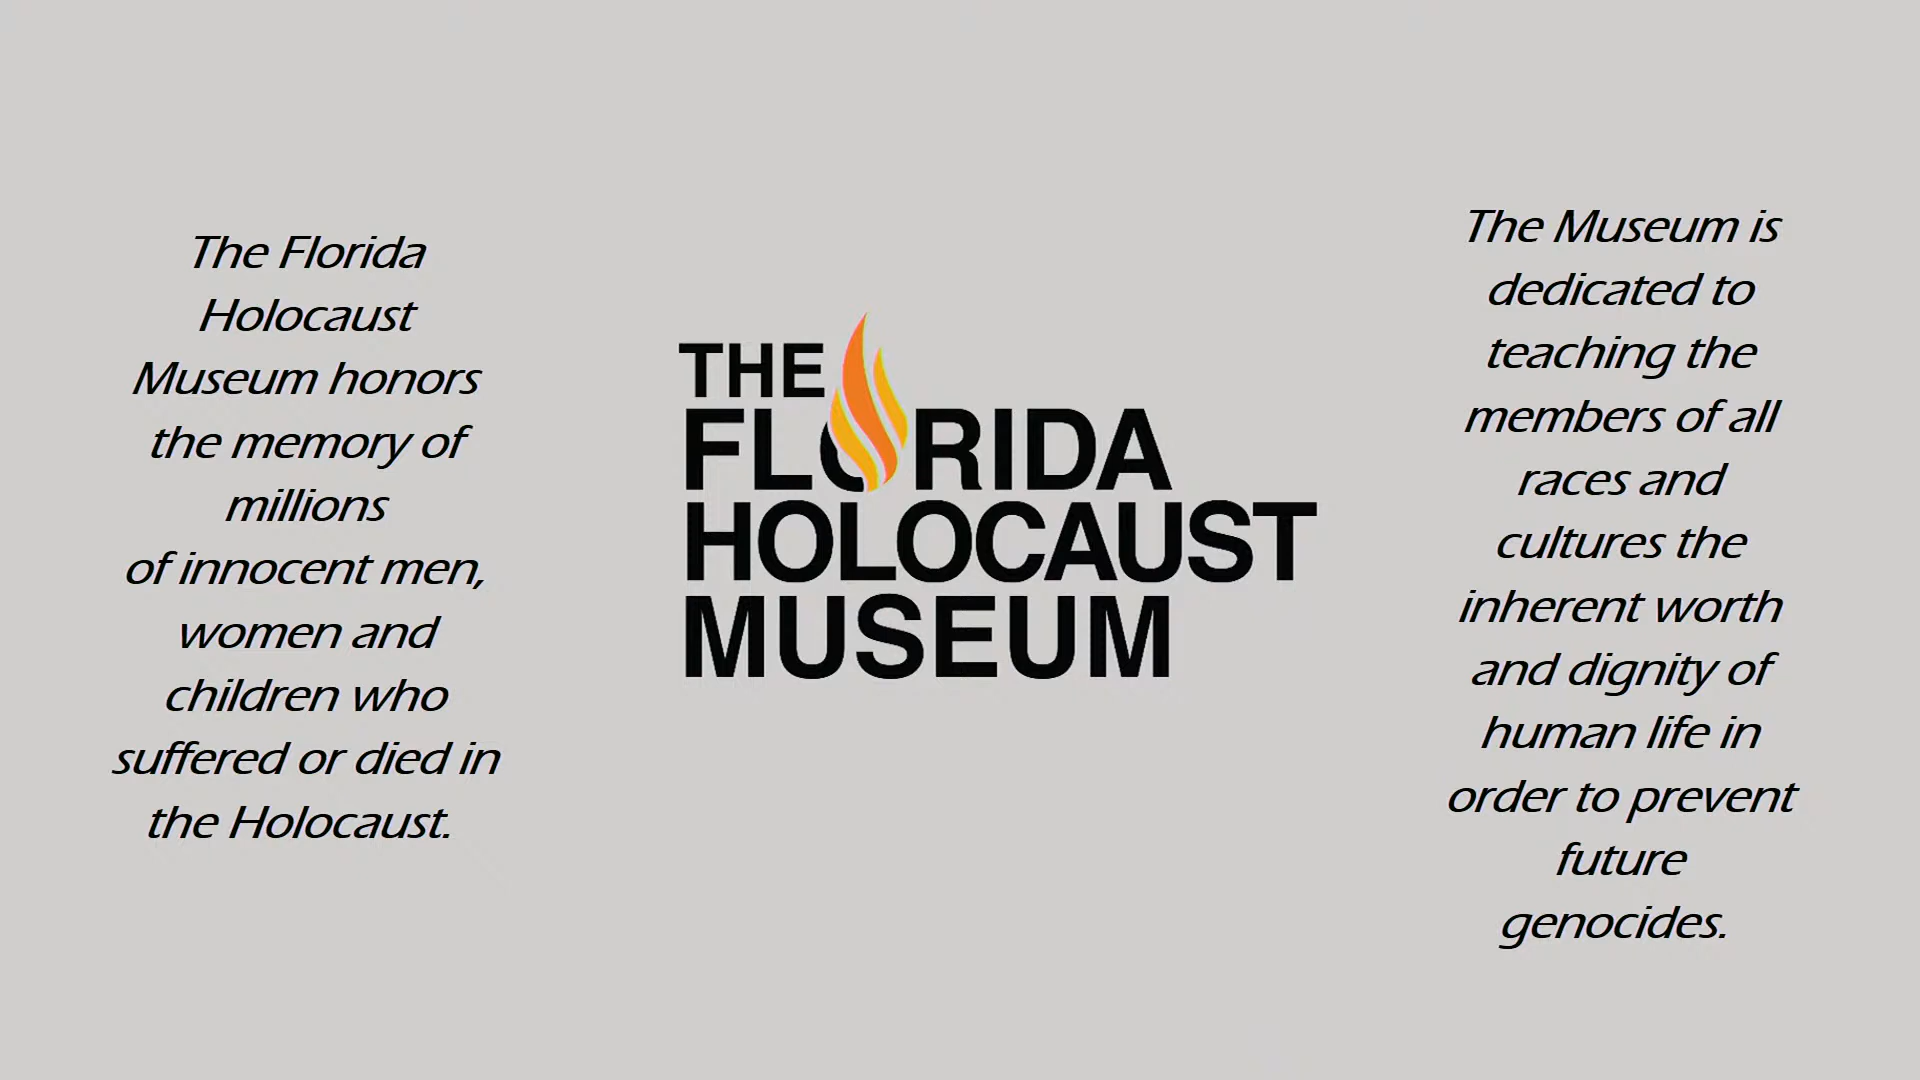 The Florida
Holocaust
Museum honors
the memory of
millions
of innocent men,
women and
children who
suffered or died in
the Holocaust.
THE
FLORIDA
HOLOCAUST
MUSEUM
The Museum is
dedicated to
teaching the
members of all
races and
cultures the
inherent worth
and dignity of
human life in
order to prevent
future
genocides.